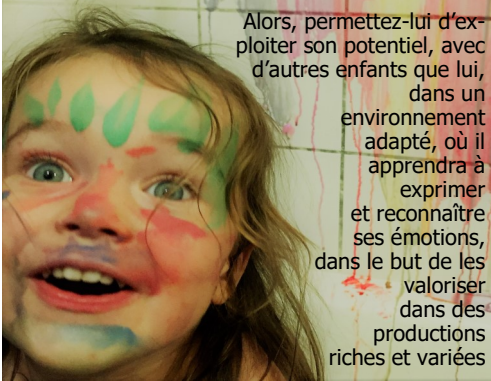 Alors, permettez-lui d'ex-
ploiter son potentiel, avec
d'autres enfants que lui,
dans un
environnement
adapté, où il
apprendra à
exprimer
et reconnaître
ses émotions,
dans le but de les
valoriser
dans des
productions
riches et variées